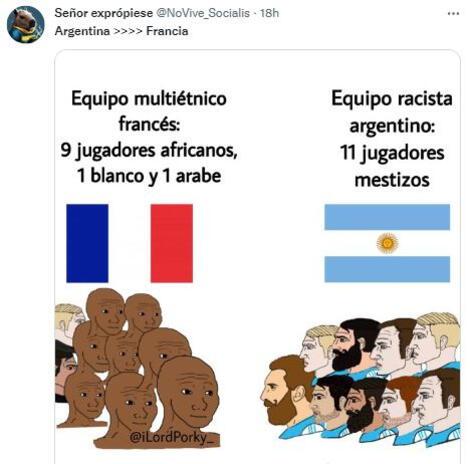 Señor exprópiese @NoVive_Socialis · 18h
Argentina >>>> Francia
Equipo multiétnico
francés:
9 jugadores africanos,
1 blanco y 1 arabe
Equipo racista
argentino:
11 jugadores
mestizos
@iLordPorky_